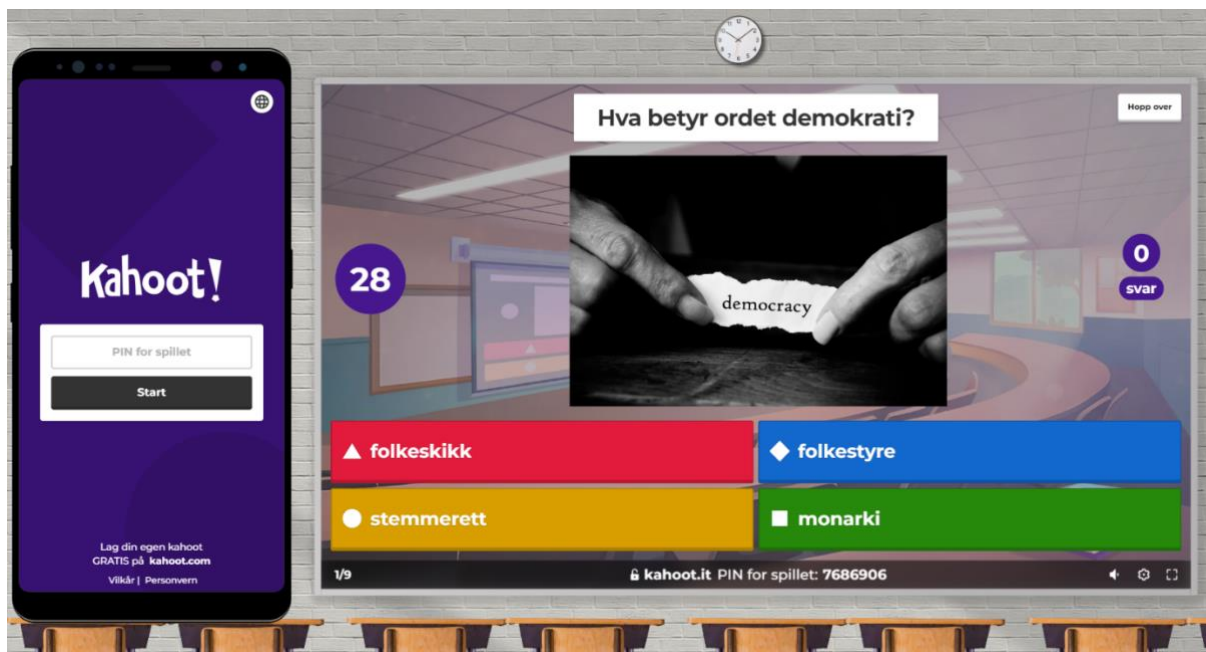 Kahoot!
PIN for spillet
Start
Lag din egen kahoot
GRATIS på kahoot.com
Vilkår | Personvern
Hva betyr ordet demokrati?
Hopp over
democracy
28
0
svar
folkeskikk
folkestyre
stemmerett
monarki
1/9
kahoot.it PIN for spillet: 7686906